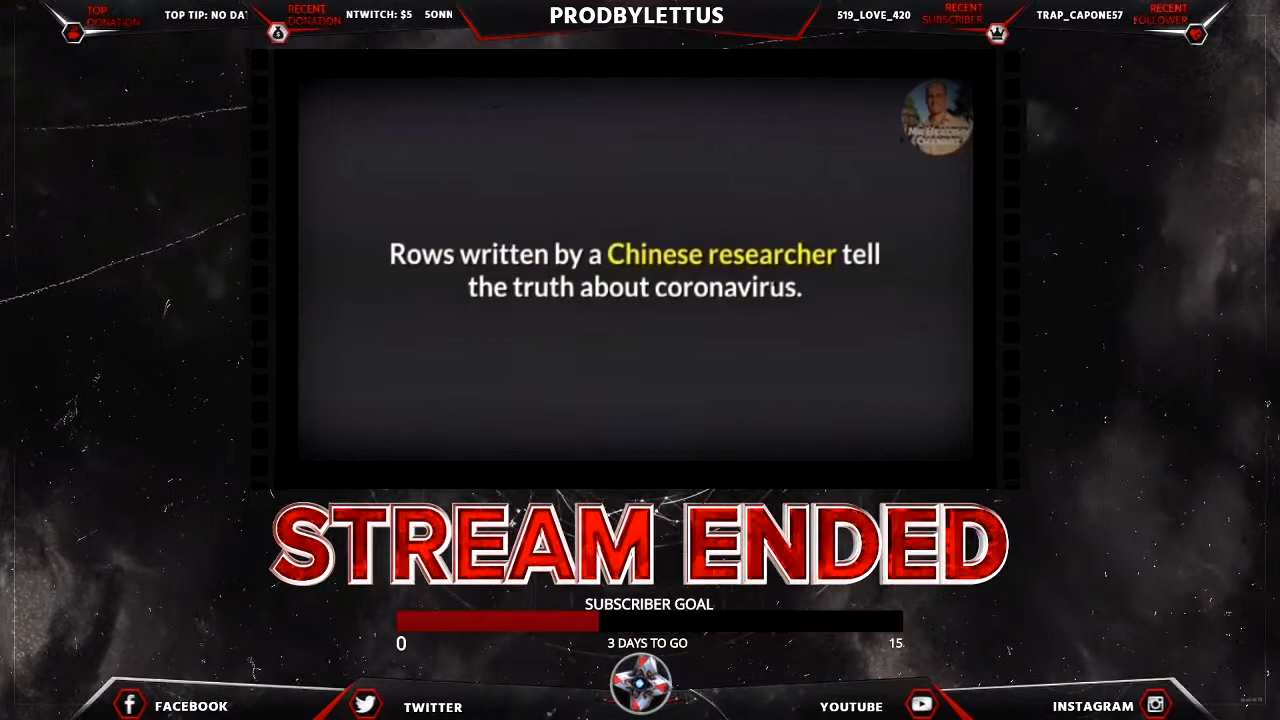 TOP DONATION
TOP TIP: NO DA
RECENT DONATION
NTWITCH: $5
5ONN
PRODBYLETTUS
519_LOVE_420
RECENT SUBSCRIBER
TRAP_CAPONE57
RECENT FOLLOWER
Rows written by a Chinese researcher tell
the truth about coronavirus.
STREAM ENDED
SUBSCRIBER GOAL
0
3 DAYS TO GO
15
FACEBOOK
TWITTER
YOUTUBE
INSTAGRAM